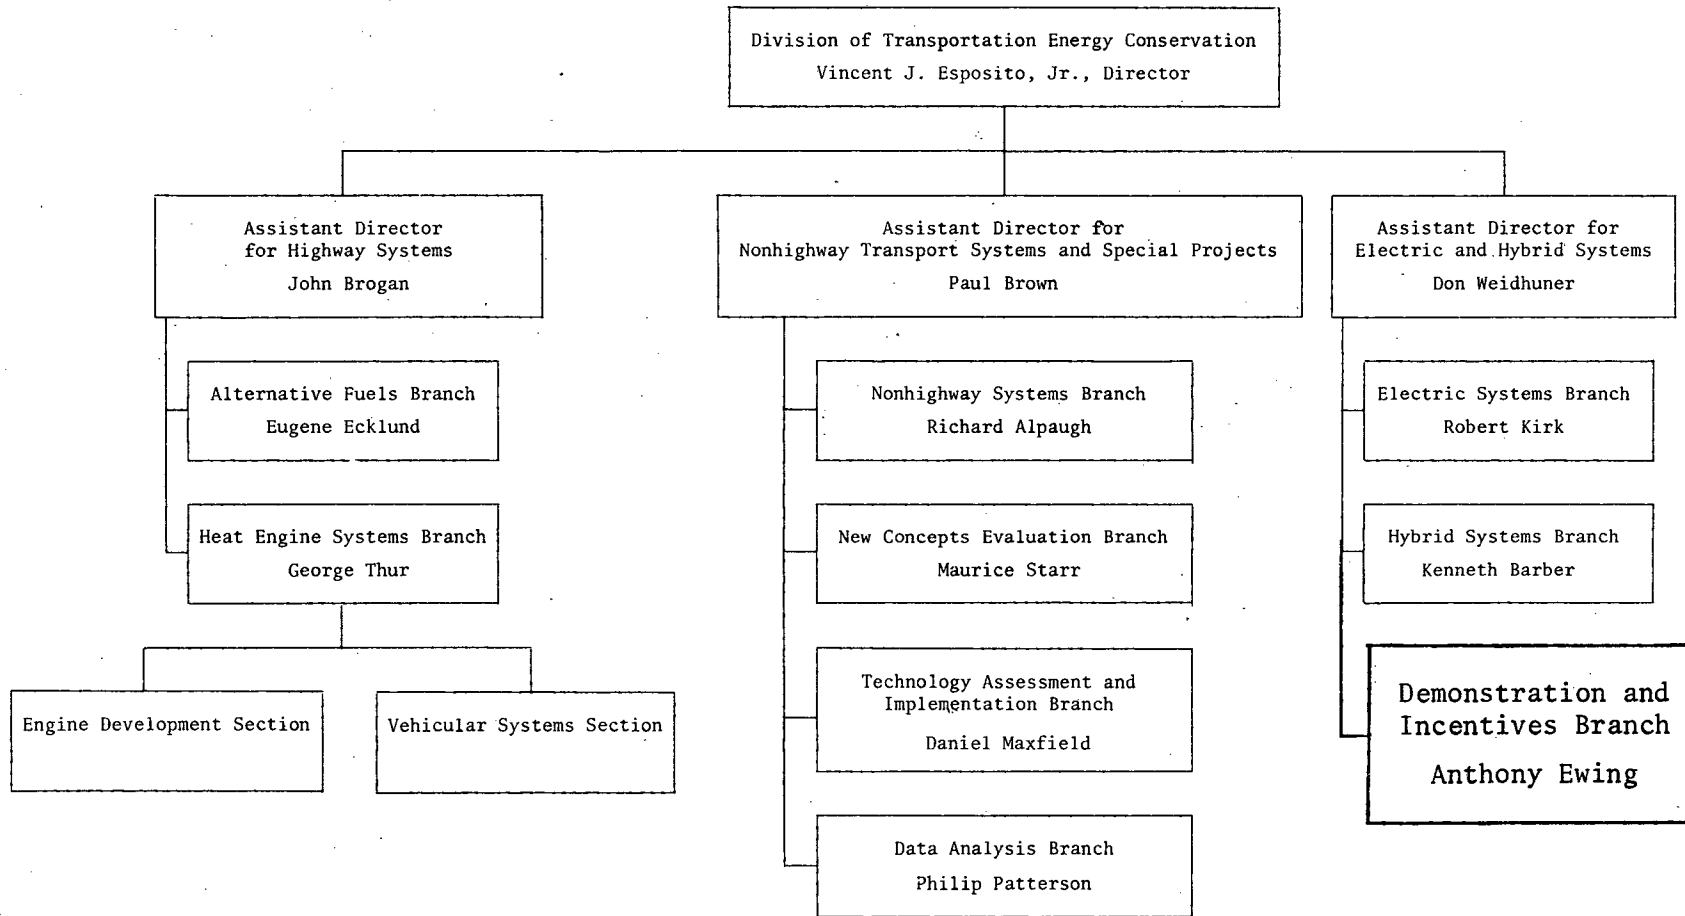 Division of Transportation Energy Conservation
Vincent J. Esposito, Jr., Director
Assistant Director
for Highway Systems
John Brogan
Alternative Fuels Branch
Eugene Ecklund
Heat Engine Systems Branch
George Thur
Engine Development Section
Vehicular Systems Section
Assistant Director for
Nonhighway Transport Systems and Special Projects
Paul Brown
Nonhighway Systems Branch
Richard Alpaugh
New Concepts Evaluation Branch
Maurice Starr
Technology Assessment and
Implementation Branch
Daniel Maxfield
Data Analysis Branch
Philip Patterson
Assistant Director for
Electric and Hybrid Systems
Don Weidhuner
Electric Systems Branch
Robert Kirk
Hybrid Systems Branch
Kenneth Barber
Demonstration and
Incentives Branch
Anthony Ewing